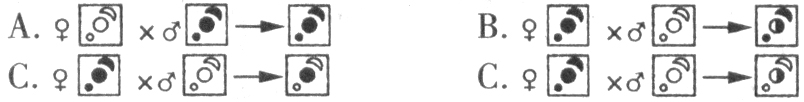 A. ♀ × ♂ → B. ♀ × ♂ →
C. ♀ × ♂ → C. ♀ × ♂ →